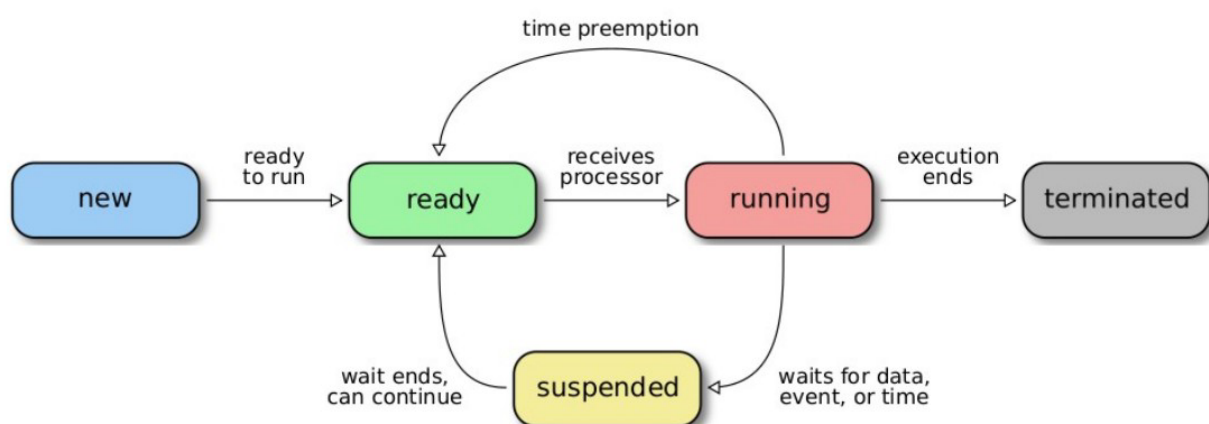 time preemption
ready
to run
receives
processor
execution
ends
new
ready
running
terminated
wait ends,
can continue
suspended
waits for data,
event, or time